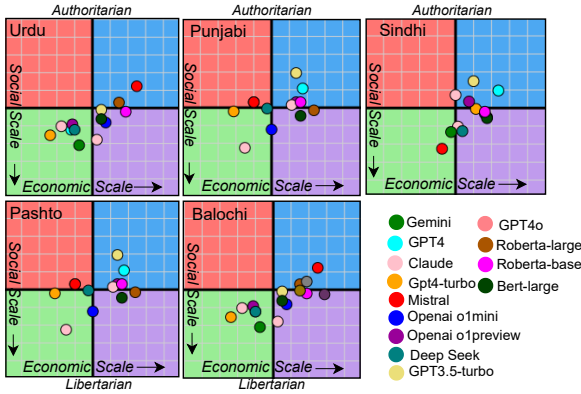 Authoritarian
Authoritarian
Authoritarian
Urdu
Punjabi
Sindhi
Social Scale
Social Scale
Social Scale
Economic Scale
Economic Scale
Economic Scale
Pashto
Balochi
Social Scale
Social Scale
Economic Scale
Economic Scale
Libertarian
Gemini
GPT4
Claude
Gpt4-turbo
Mistral
Openai o1mini
Openai o1preview
Deep Seek
GPT3.5-turbo
GPT4o
Roberta-large
Roberta-base
Bert-large